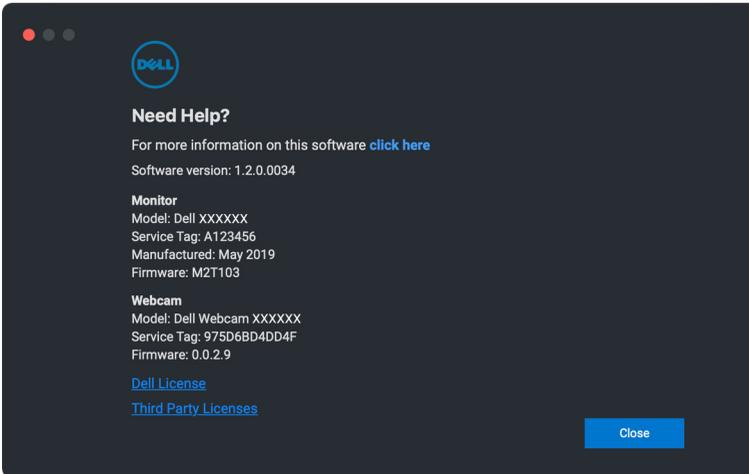 DELL
Need Help?
For more information on this software click here
Software version: 1.2.0.0034
Monitor
Model: Dell XXXXXX
Service Tag: A123456
Manufactured: May 2019
Firmware: M2T103
Webcam
Model: Dell Webcam XXXXXX
Service Tag: 975D6BD4DD4F
Firmware: 0.0.2.9
Dell License
Third Party Licenses
Close